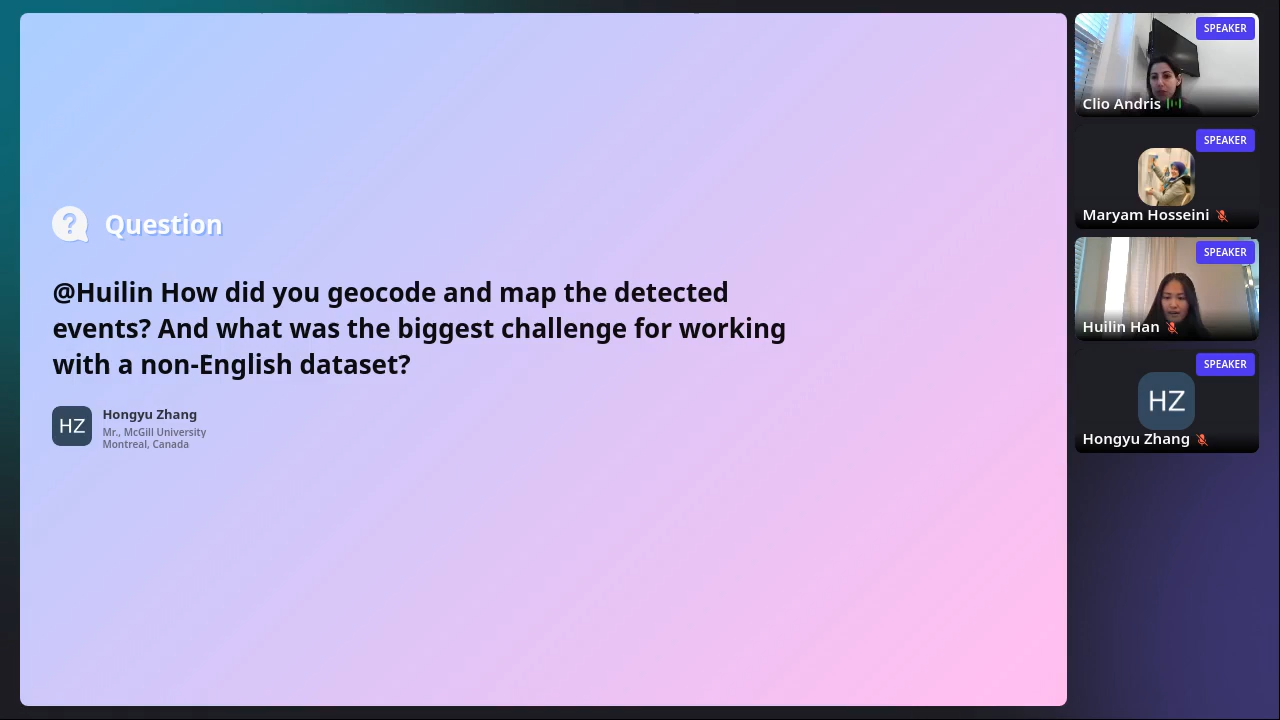 Question
@Huilin How did you geocode and map the detected
events? And what was the biggest challenge for working
with a non-English dataset?
HZ
Hongyu Zhang
Mr., McGill University
Montreal, Canada
SPEAKER
Clio Andris
SPEAKER
Maryam Hosseini
SPEAKER
Huilin Han
SPEAKER
HZ
Hongyu Zhang